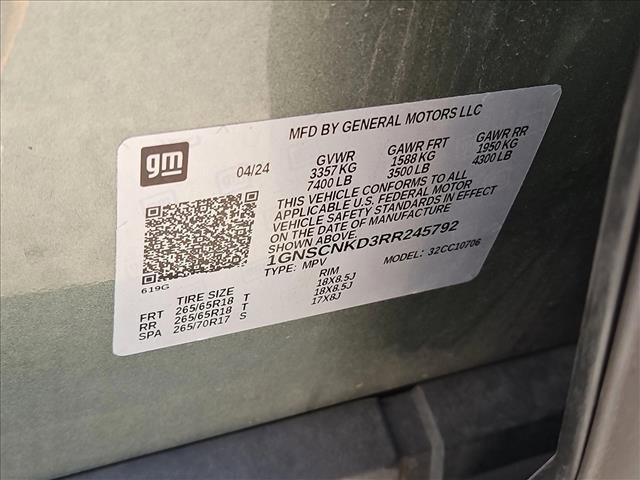 MFD BY GENERAL MOTORS LLC
gm
04/24
GVWR GAWR FRT GAWR RR
3357 KG 1588 KG 1950 KG
7400 LB 3500 LB 4300 LB
THIS VEHICLE CONFORMS TO ALL
APPLICABLE U.S. FEDERAL MOTOR
VEHICLE SAFETY STANDARDS IN EFFECT
ON THE DATE OF MANUFACTURE
SHOWN ABOVE.
1GNSCNKD3RR245792
TYPE: MPV MODEL: 32CC10706
619G
TIRE SIZE RIM
FRT 265/65R18 T 18X8.5J
RR 265/65R18 T 18X8.5J
SPA 265/70R17 S 17X8J